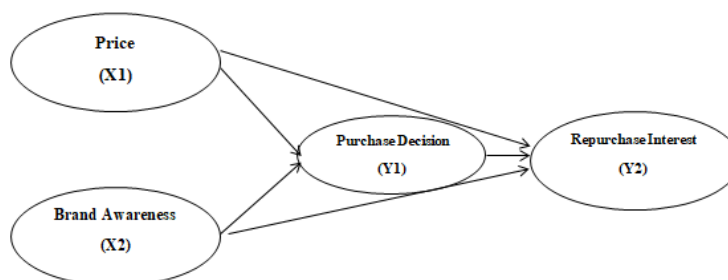 Price
(X1)
Purchase Decision
(Y1)
Repurchase Interest
(Y2)
Brand Awareness
(X2)